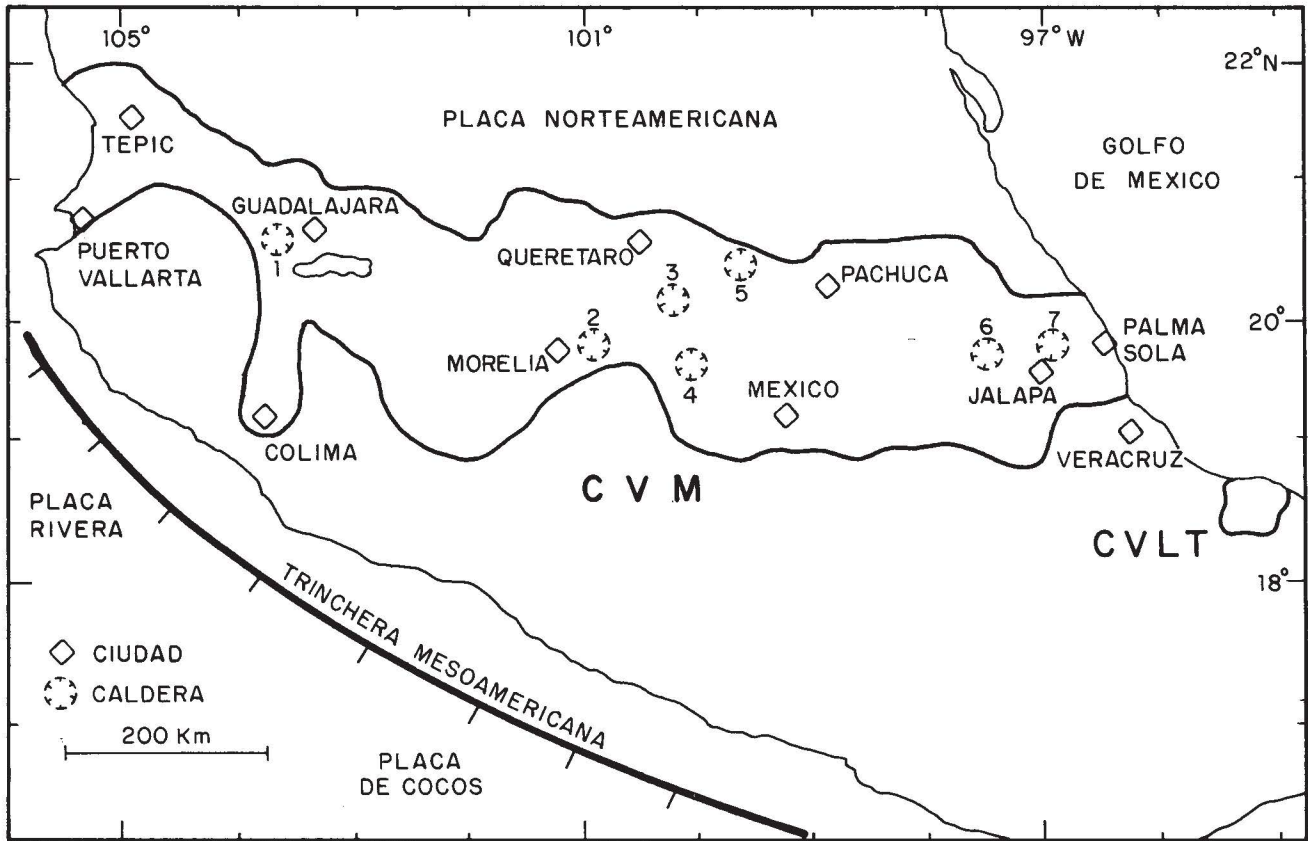 105°
101°
97°W
22°N
PLACA NORTEAMERICANA
GOLFO
DE MEXICO
TEPIC
GUADALAJARA
PUERTO
VALLARTA
1
QUERETARO
3
5
PACHUCA
2
MORELIA
4
MEXICO
6
7
PALMA
SOLA
JALAPA
20°
COLIMA
VERACRUZ
CVM
CVLT
PLACA
RIVERA
18°
TRINCHERA MESOAMERICANA
CIUDAD
CALDERA
200 Km
PLACA
DE COCOS